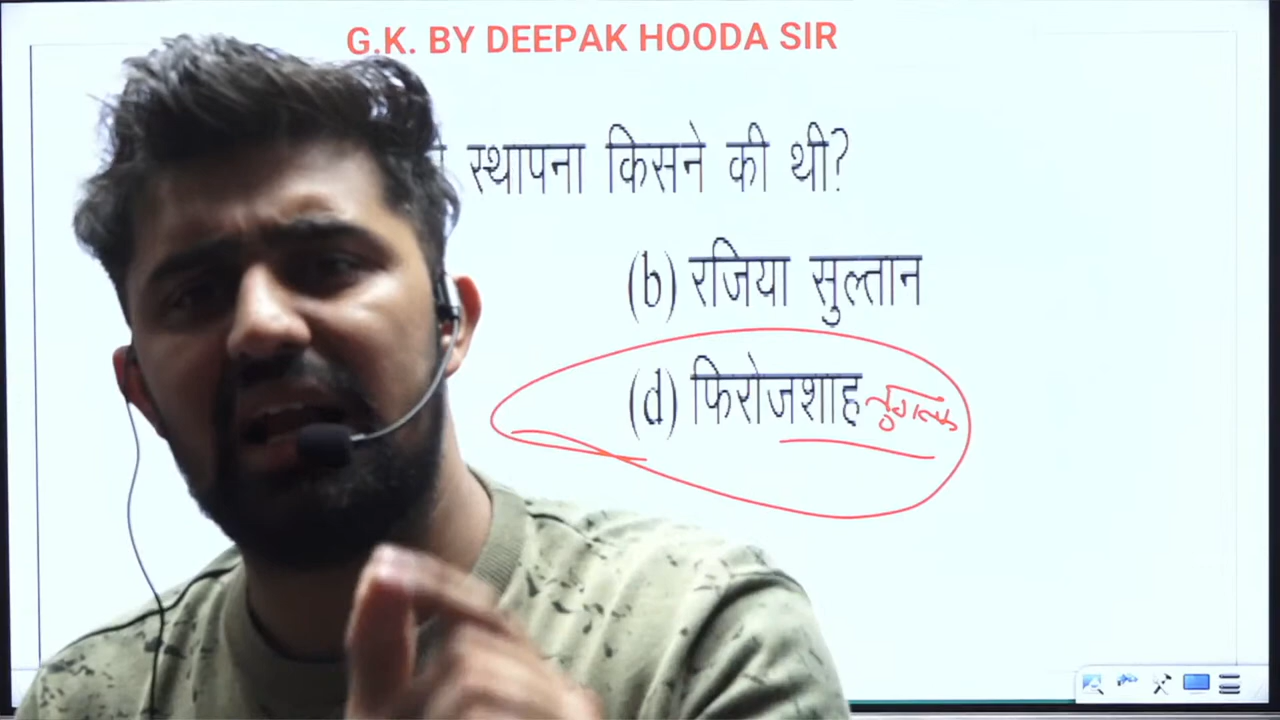 G.K. BY DEEPAK HOODA SIR
स्थापना किसने की थी?
(b) रजिया सुल्तान
(d) फिरोजशाह तुगलक